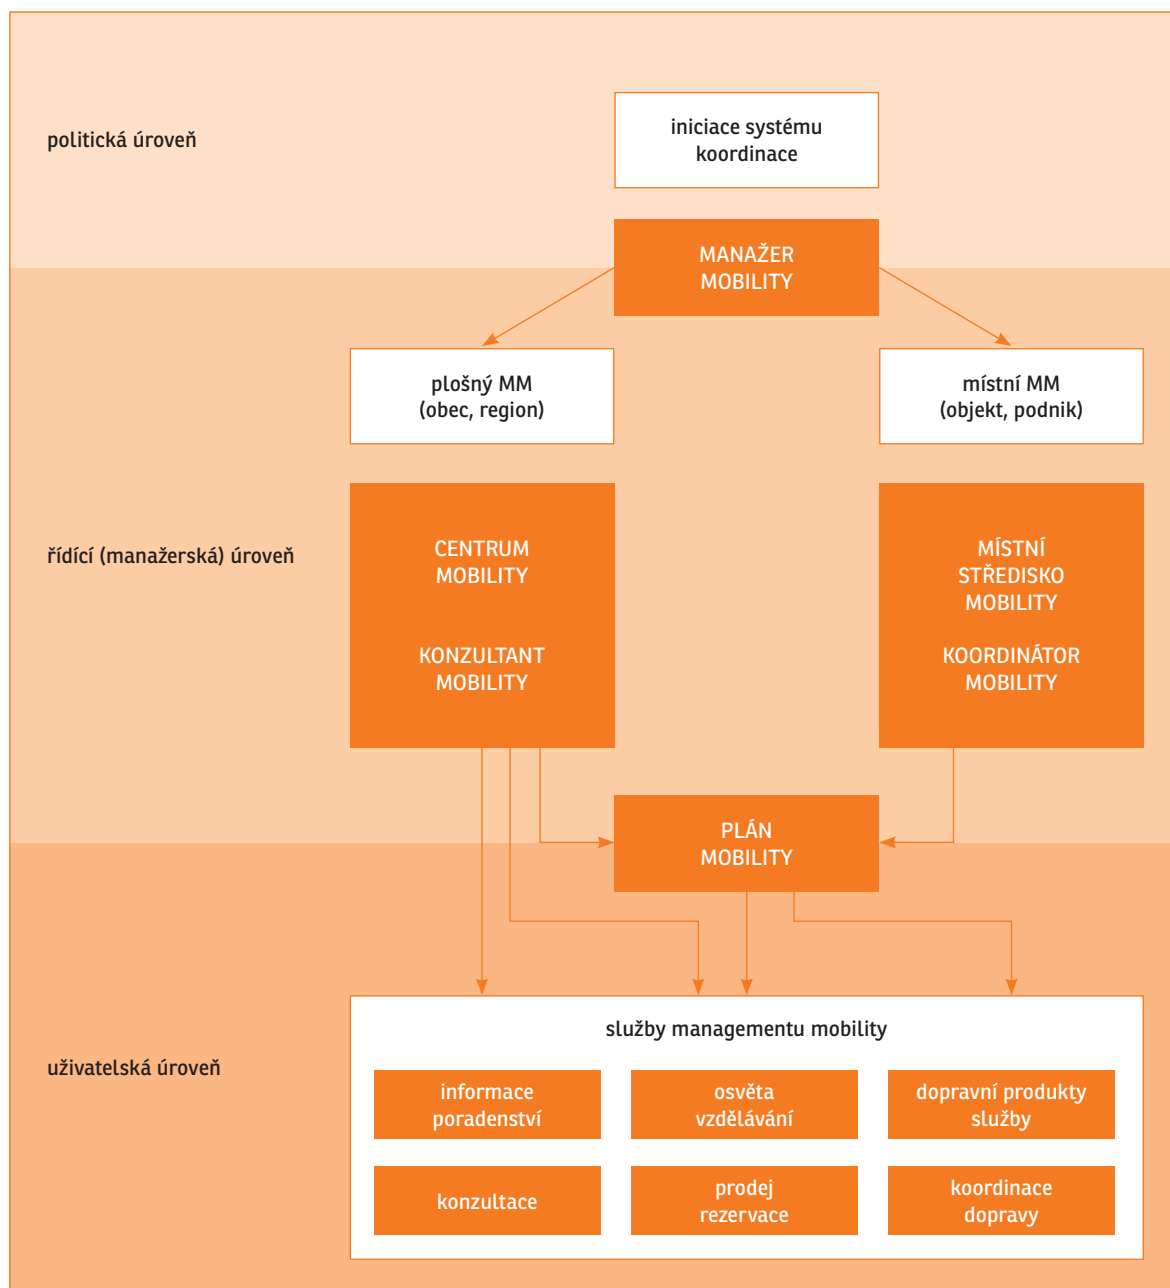 politická úroveň
iniciace systému
koordinace
MANAŽER
MOBILITY
plošný MM
(obec, region)
místní MM
(objekt, podnik)
řídící (manažerská) úroveň
CENTRUM
MOBILITY
KONZULTANT
MOBILITY
MÍSTNÍ
STŘEDISKO
MOBILITY
KOORDINÁTOR
MOBILITY
PLÁN
MOBILITY
uživatelská úroveň
služby managementu mobility
informace
poradenství
osvěta
vzdělávání
dopravní produkty
služby
konzultace
prodej
rezervace
koordinace
dopravy